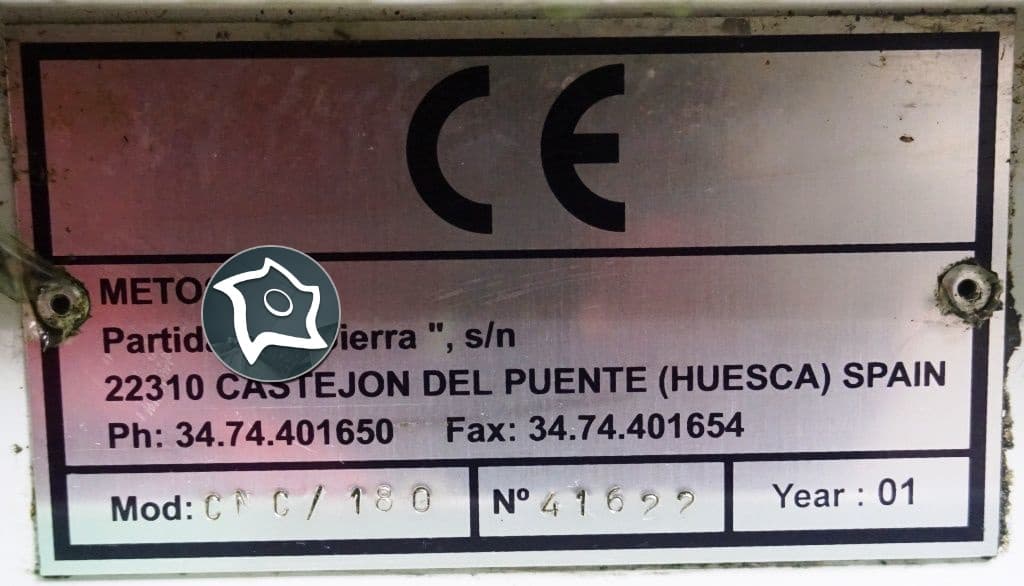 CE
METO
Partid ierra ", s/n
22310 CASTEJON DEL PUENTE (HUESCA) SPAIN
Ph: 34.74.401650 Fax: 34.74.401654
Mod: CNC/180 Nº 41622 Year : 01